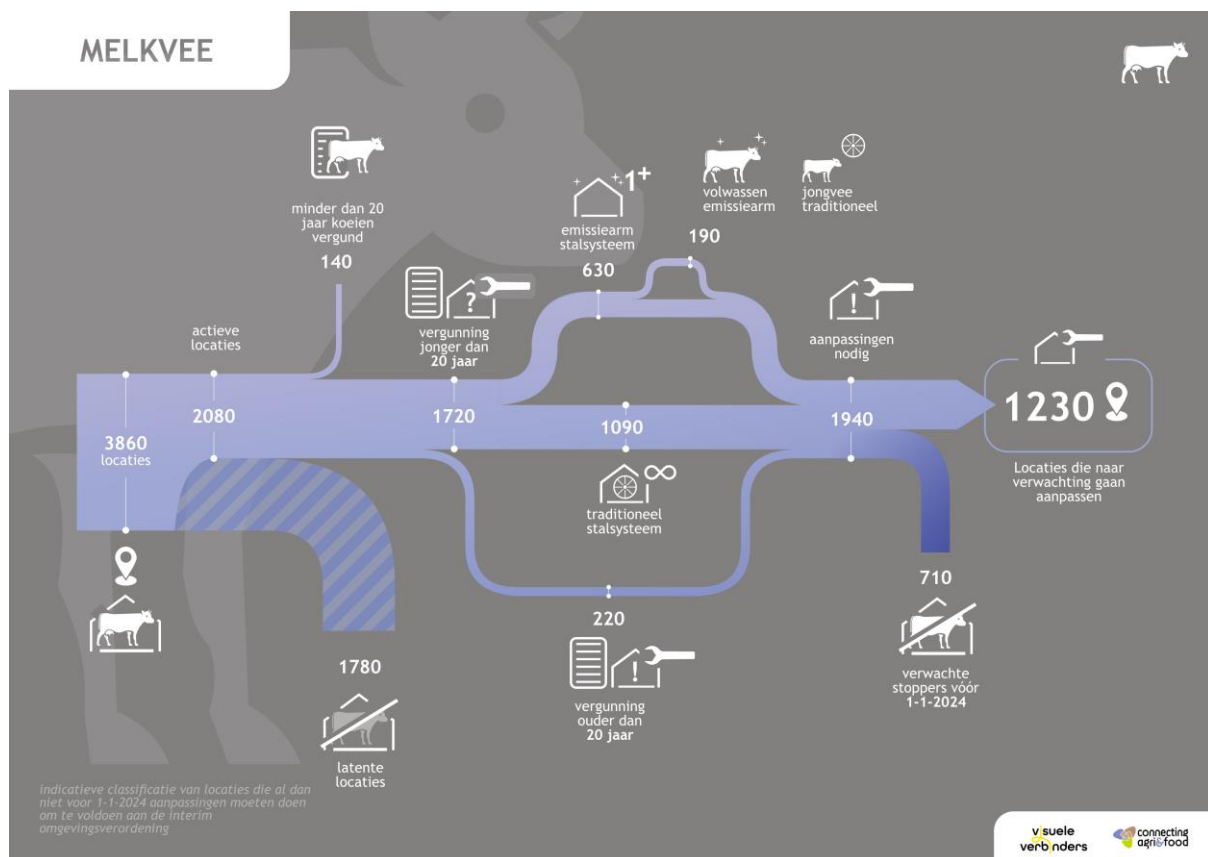 MELKVEE
minder dan 20
jaar koeien
vergund
140
emissiearm
stalsysteem
1+
630
volwassen
emissiearm
jongvee
traditioneel
190
actieve
locaties
2080
?
vergunning
jonger dan
20 jaar
1720
!
aanpassingen
nodig
1940
3860
locaties
1090
∞
traditioneel
stalsysteem
1230
Locaties die naar
verwachting gaan
aanpassen
1780
latente
locaties
220
!
vergunning
ouder dan
20 jaar
710
verwachte
stoppers vóór
1-1-2024
indicatieve classificatie van locaties die al dan
niet voor 1-1-2024 aanpassingen moeten doen
om te voldoen aan de interim
omgevingsverordening
visuele
verbinders
connecting
agri&food